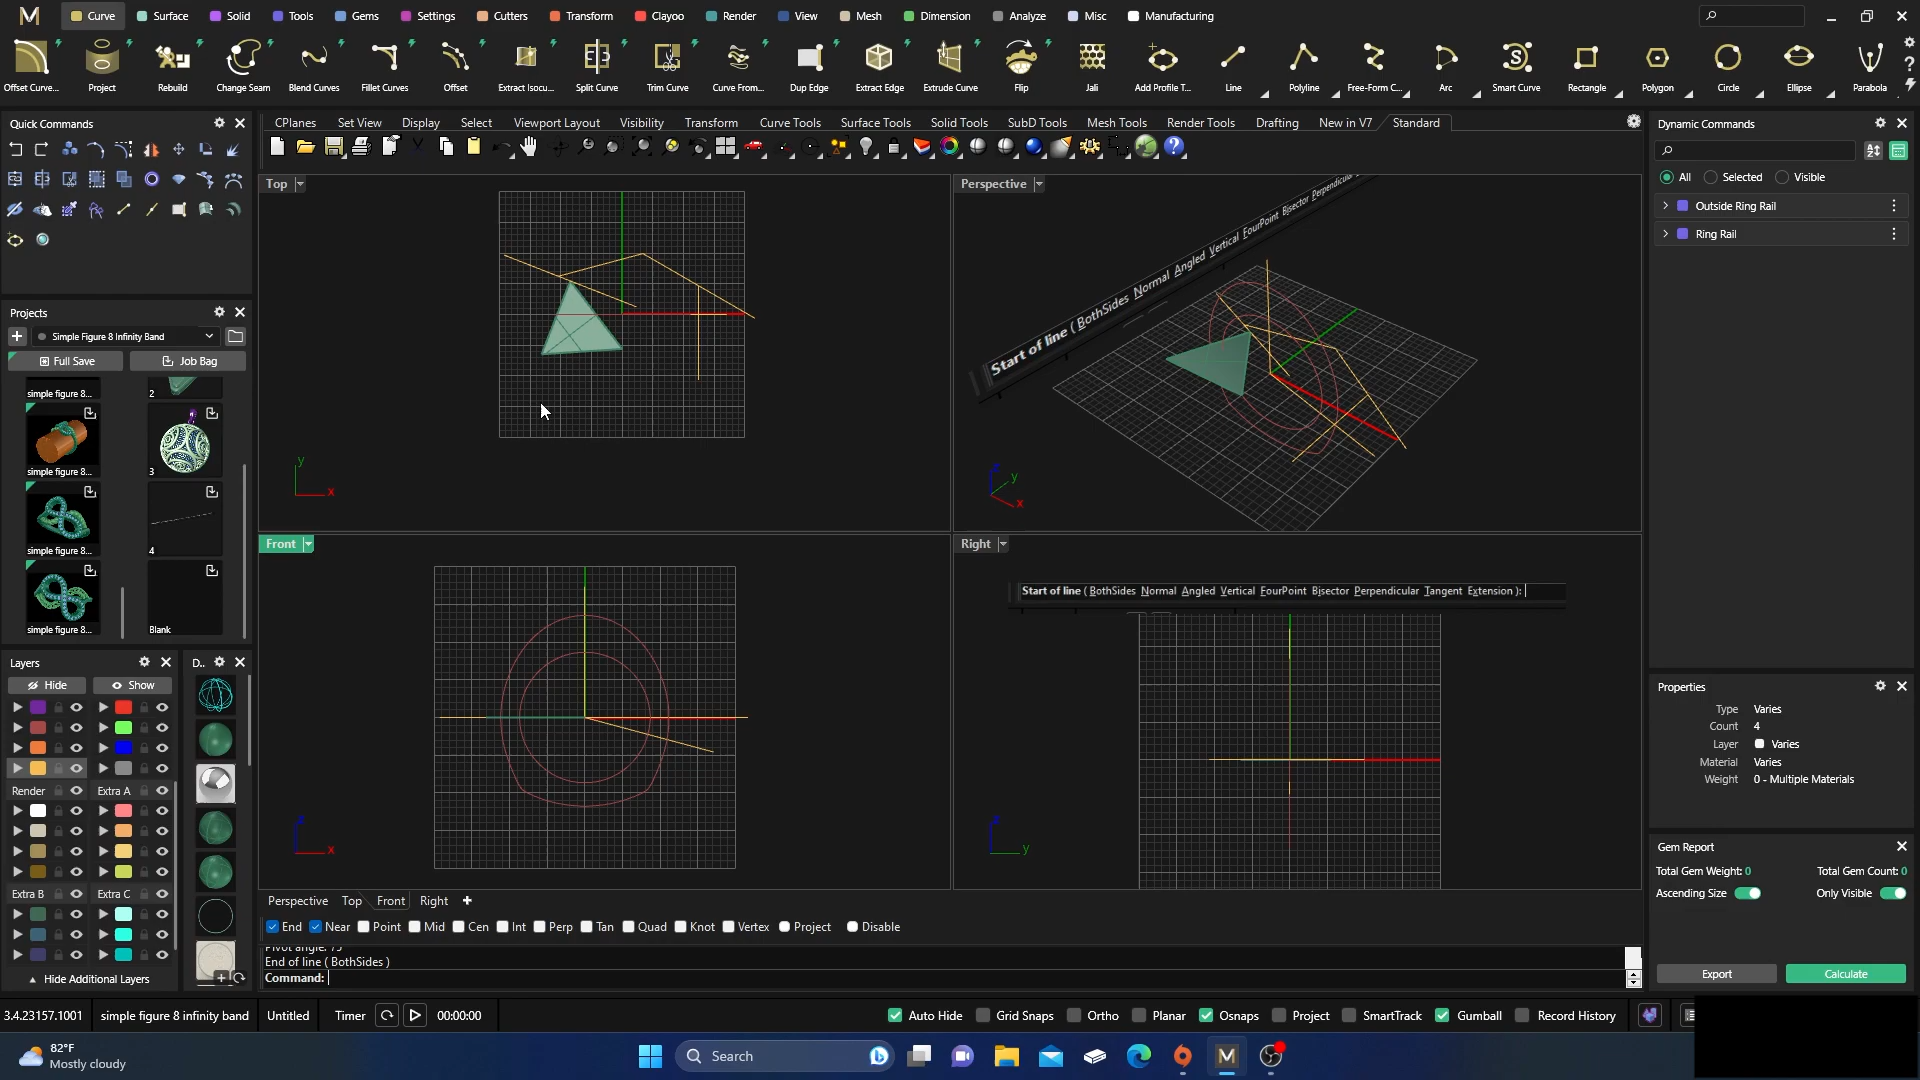 Curve Surface Solid Tools Gems Settings Cutters Transform Clayoo Render View Mesh Dimension Analyze Misc Manufacturing
Offset Curve... Project Rebuild Change Seam Blend Curves Fillet Curves Offset Extract Isocu... Split Curve Trim Curve Curve From... Dup Edge Extract Edge Extrude Curve Flip Jali Add Profile T... Line Polyline Free-Form C... Arc Smart Curve Rectangle Polygon Circle Ellipse Parabola
Quick Commands
CPlanes Set View Display Select Viewport Layout Visibility Transform Curve Tools Surface Tools Solid Tools SubD Tools Mesh Tools Render Tools Drafting New in V7 Standard
Dynamic Commands
All Selected Visible
Outside Ring Rail
Ring Rail
Projects
Simple Figure 8 Infinity Band
Full Save Job Bag
simple figure 8... 2
simple figure 8... 3
simple figure 8... 4
simple figure 8... Blank
Top
y
x
Perspective
Start of line ( BothSides Normal Angled Vertical FourPoint Bisector Perpendicular
y
x
Front
x
Right
Start of line ( BothSides Normal Angled Vertical FourPoint Bisector Perpendicular Tangent Extension ):
y
Layers
D..
Hide Show
Render Extra A
Extra B Extra C
Hide Additional Layers
Properties
Type Varies
Count 4
Layer Varies
Material Varies
Weight 0 - Multiple Materials
Gem Report
Total Gem Weight: 0 Total Gem Count: 0
Ascending Size Only Visible
Export Calculate
Perspective Top Front Right
End Near Point Mid Cen Int Perp Tan Quad Knot Vertex Project Disable
Pivot angle: 75
End of line ( BothSides )
Command:
3.4.23157.1001 simple figure 8 infinity band Untitled Timer 00:00:00 Auto Hide Grid Snaps Ortho Planar Osnaps Project SmartTrack Gumball Record History
82°F
Mostly cloudy
Search